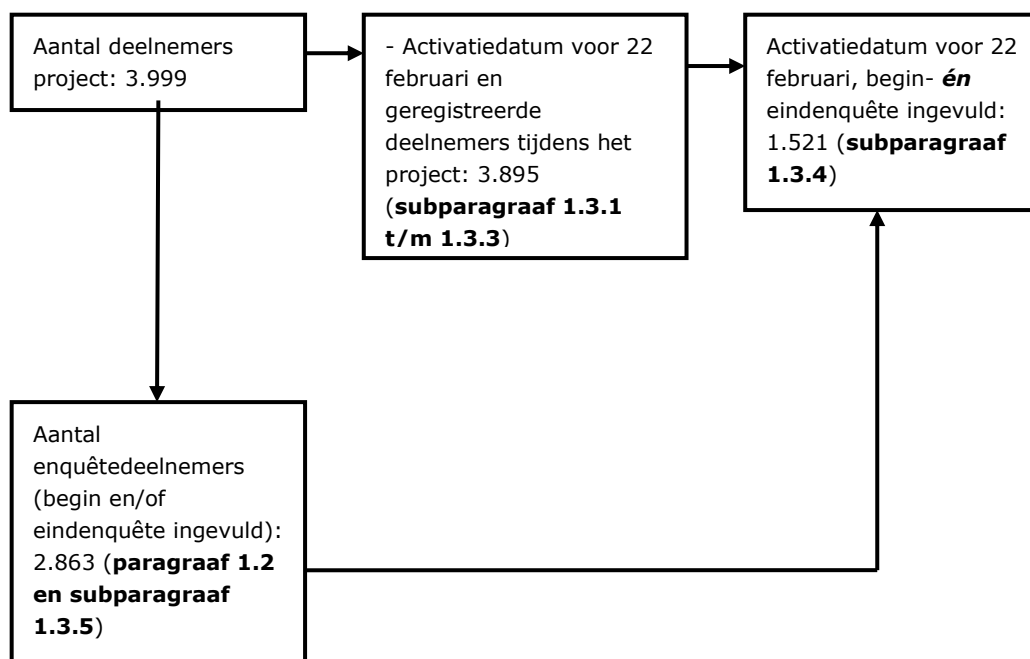 Aantal deelnemers
project: 3.999
- Activatiedatum voor 22
februari en
geregistreerde
deelnemers tijdens het
project: 3.895
(subparagraaf 1.3.1
t/m 1.3.3)
Activatiedatum voor 22
februari, begin- én
eindenquête ingevuld:
1.521 (subparagraaf
1.3.4)
Aantal
enquêtedeelnemers
(begin en/of
eindenquête ingevuld):
2.863 (paragraaf 1.2
en subparagraaf
1.3.5)